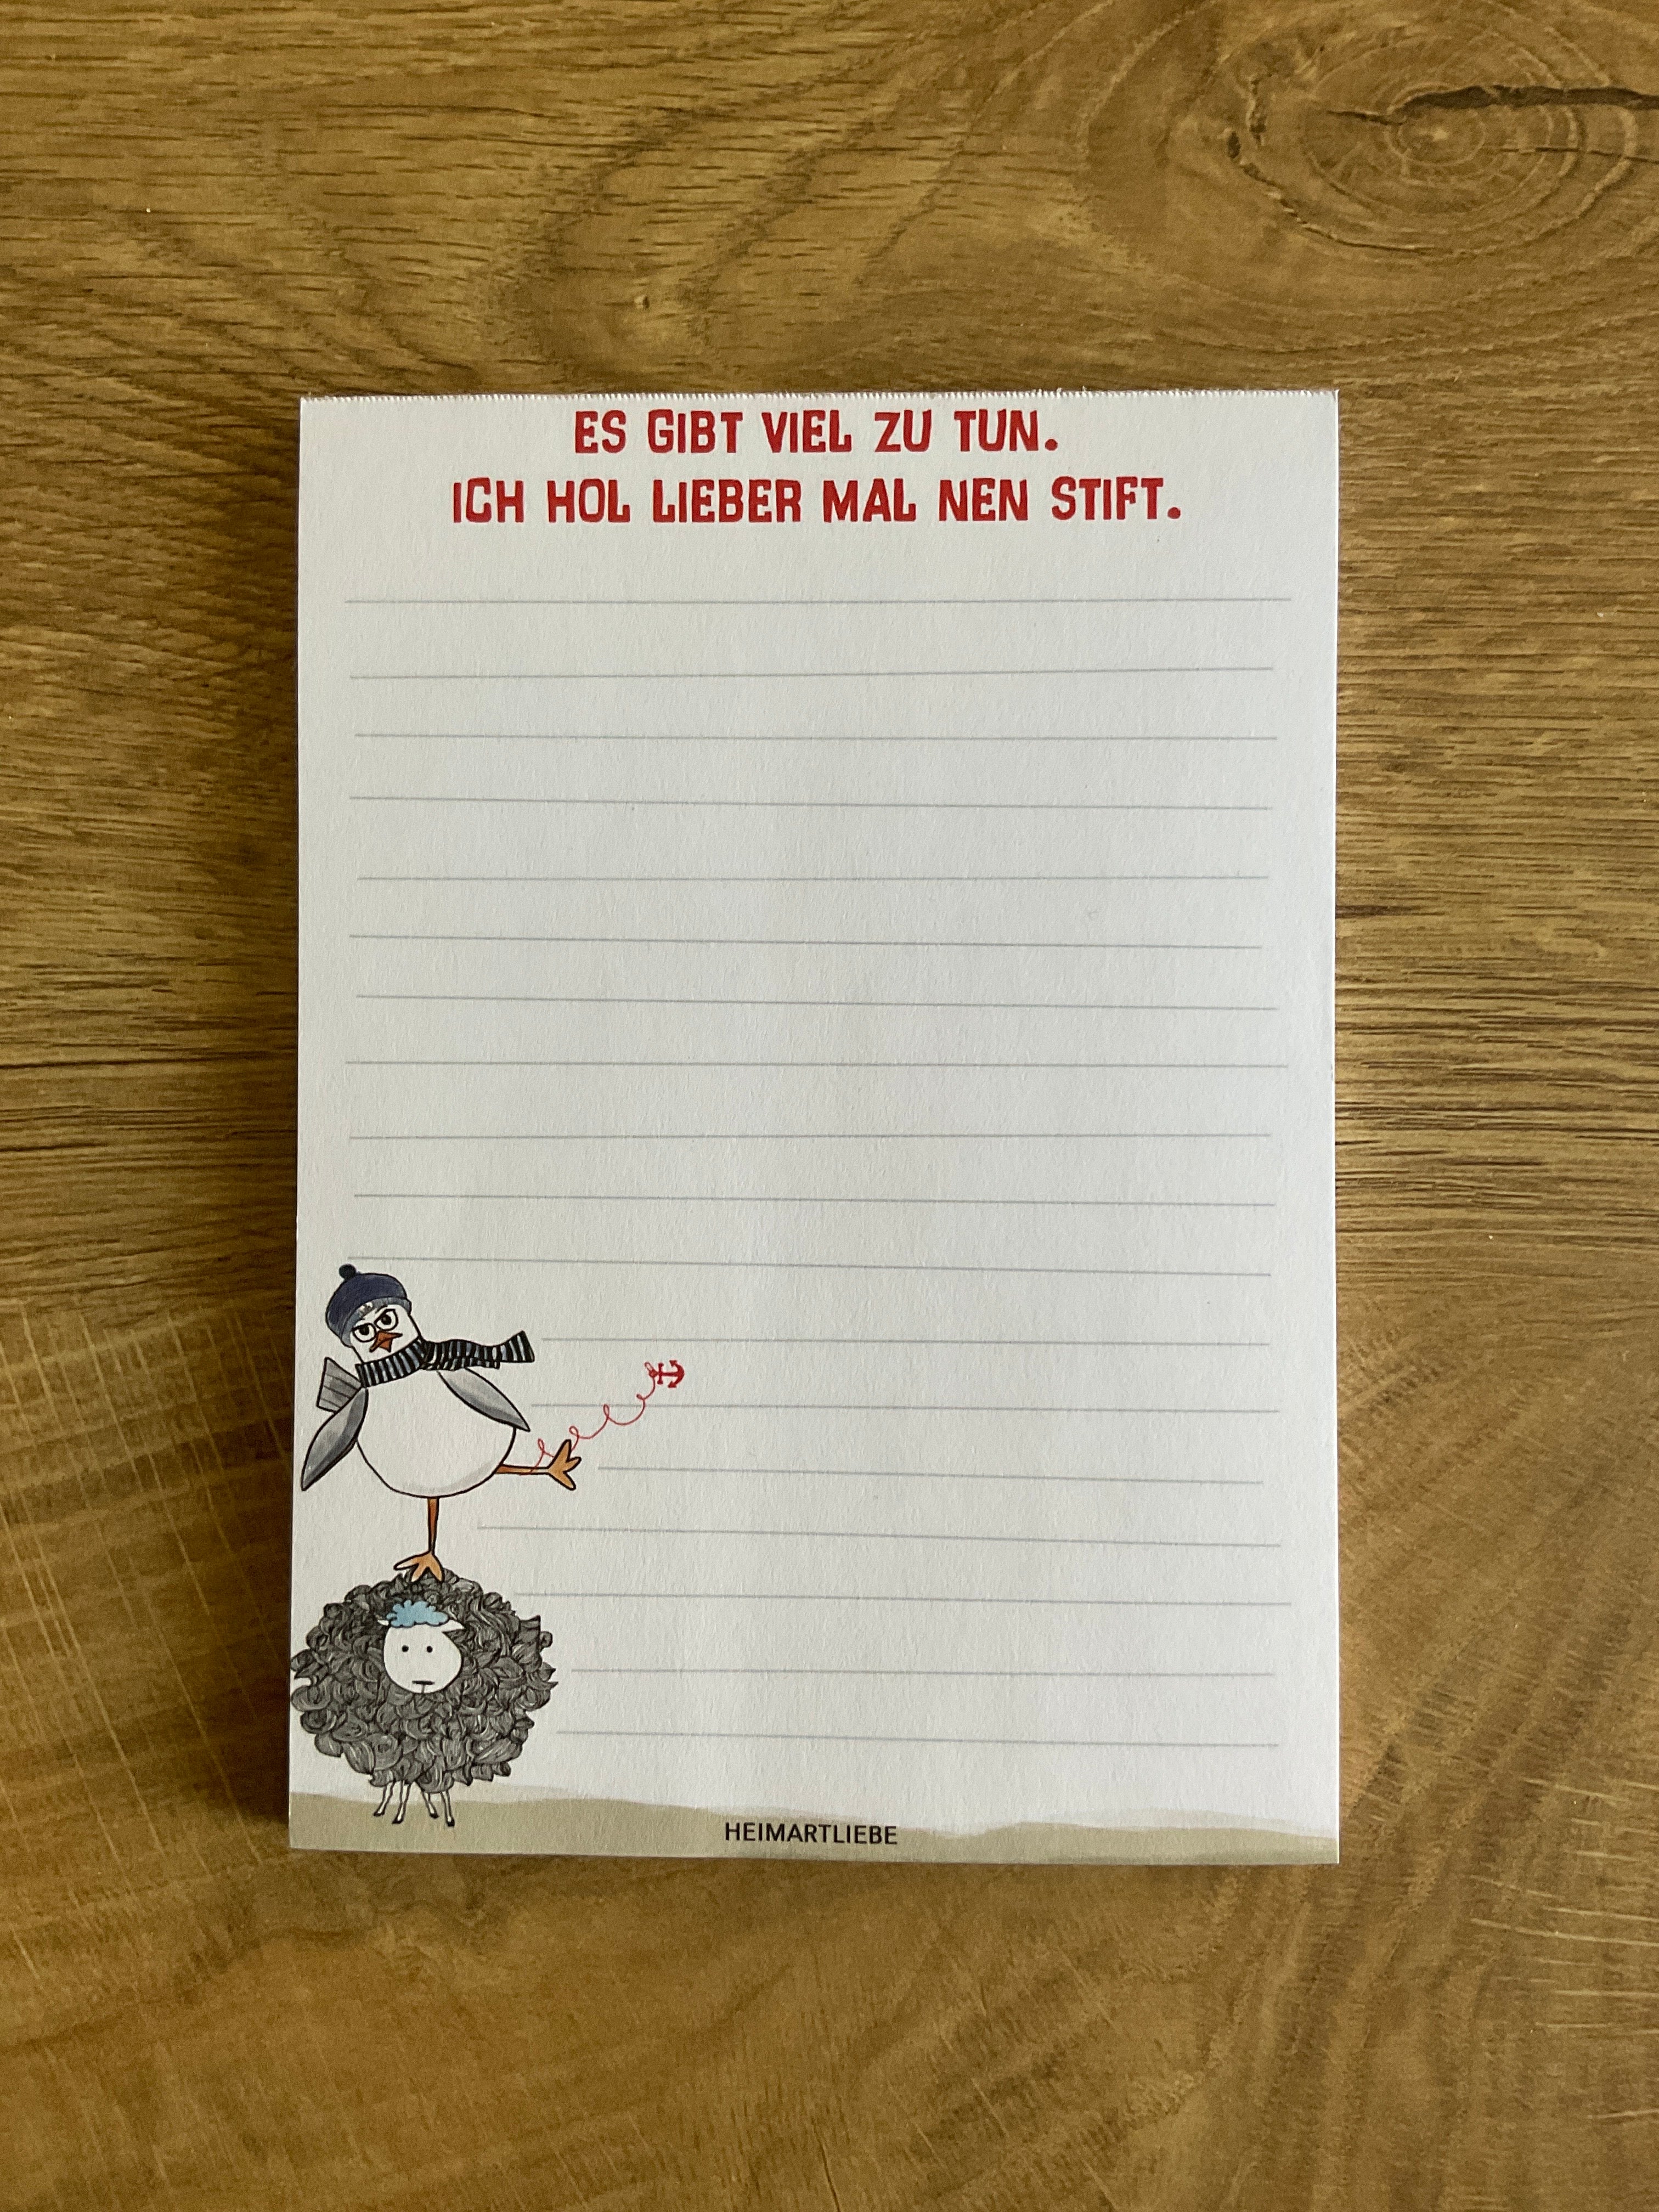 ES GIBT VIEL ZU TUN.
ICH HOL LIEBER MAL NEN STIFT.
HEIMARTLIEBE